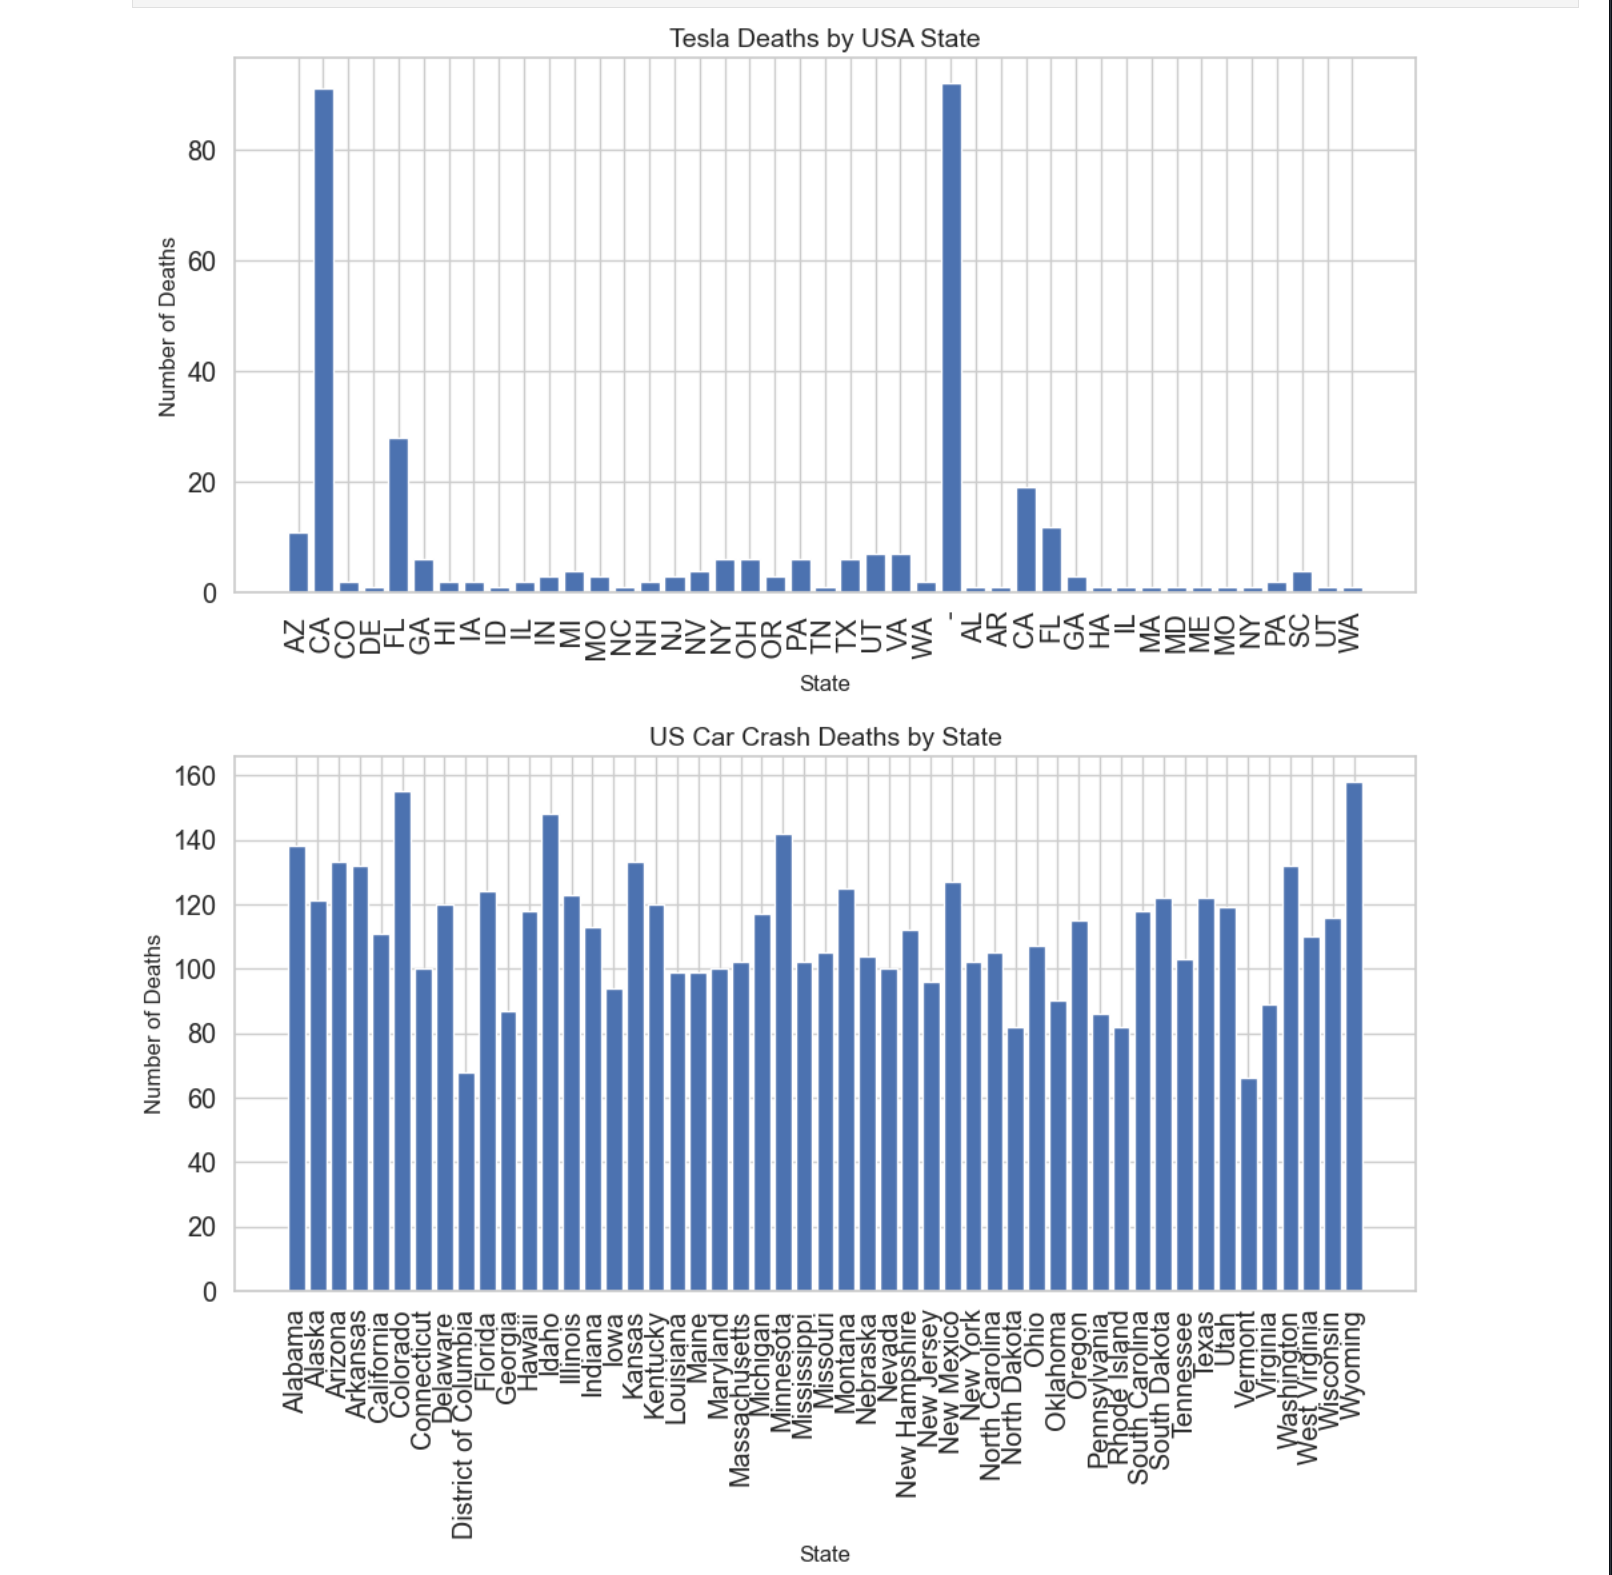 Tesla Deaths by USA State
80
60
40
20
0
Number of Deaths
AZ
CA
CO
DE
FL
GA
HI
IA
ID
IL
IN
MI
MO
NC
NH
NJ
NV
NY
OH
OR
PA
TN
TX
UT
VA
WA
-
AL
AR
CA
FL
GA
HA
IL
MA
MD
ME
MO
NY
PA
SC
UT
WA
State
US Car Crash Deaths by State
160
140
120
100
80
60
40
20
0
Number of Deaths
Alabama
Alaska
Arizona
Arkansas
California
Colorado
Connecticut
Delaware
District of Columbia
Florida
Georgia
Hawaii
Idaho
Illinois
Indiana
Iowa
Kansas
Kentucky
Louisiana
Maine
Maryland
Massachusetts
Michigan
Minnesota
Mississippi
Missouri
Montana
Nebraska
Nevada
New Hampshire
New Jersey
New Mexico
New York
North Carolina
North Dakota
Ohio
Oklahoma
Oregon
Pennsylvania
Rhode Island
South Carolina
South Dakota
Tennessee
Texas
Utah
Vermont
Virginia
Washington
West Virginia
Wisconsin
Wyoming
State